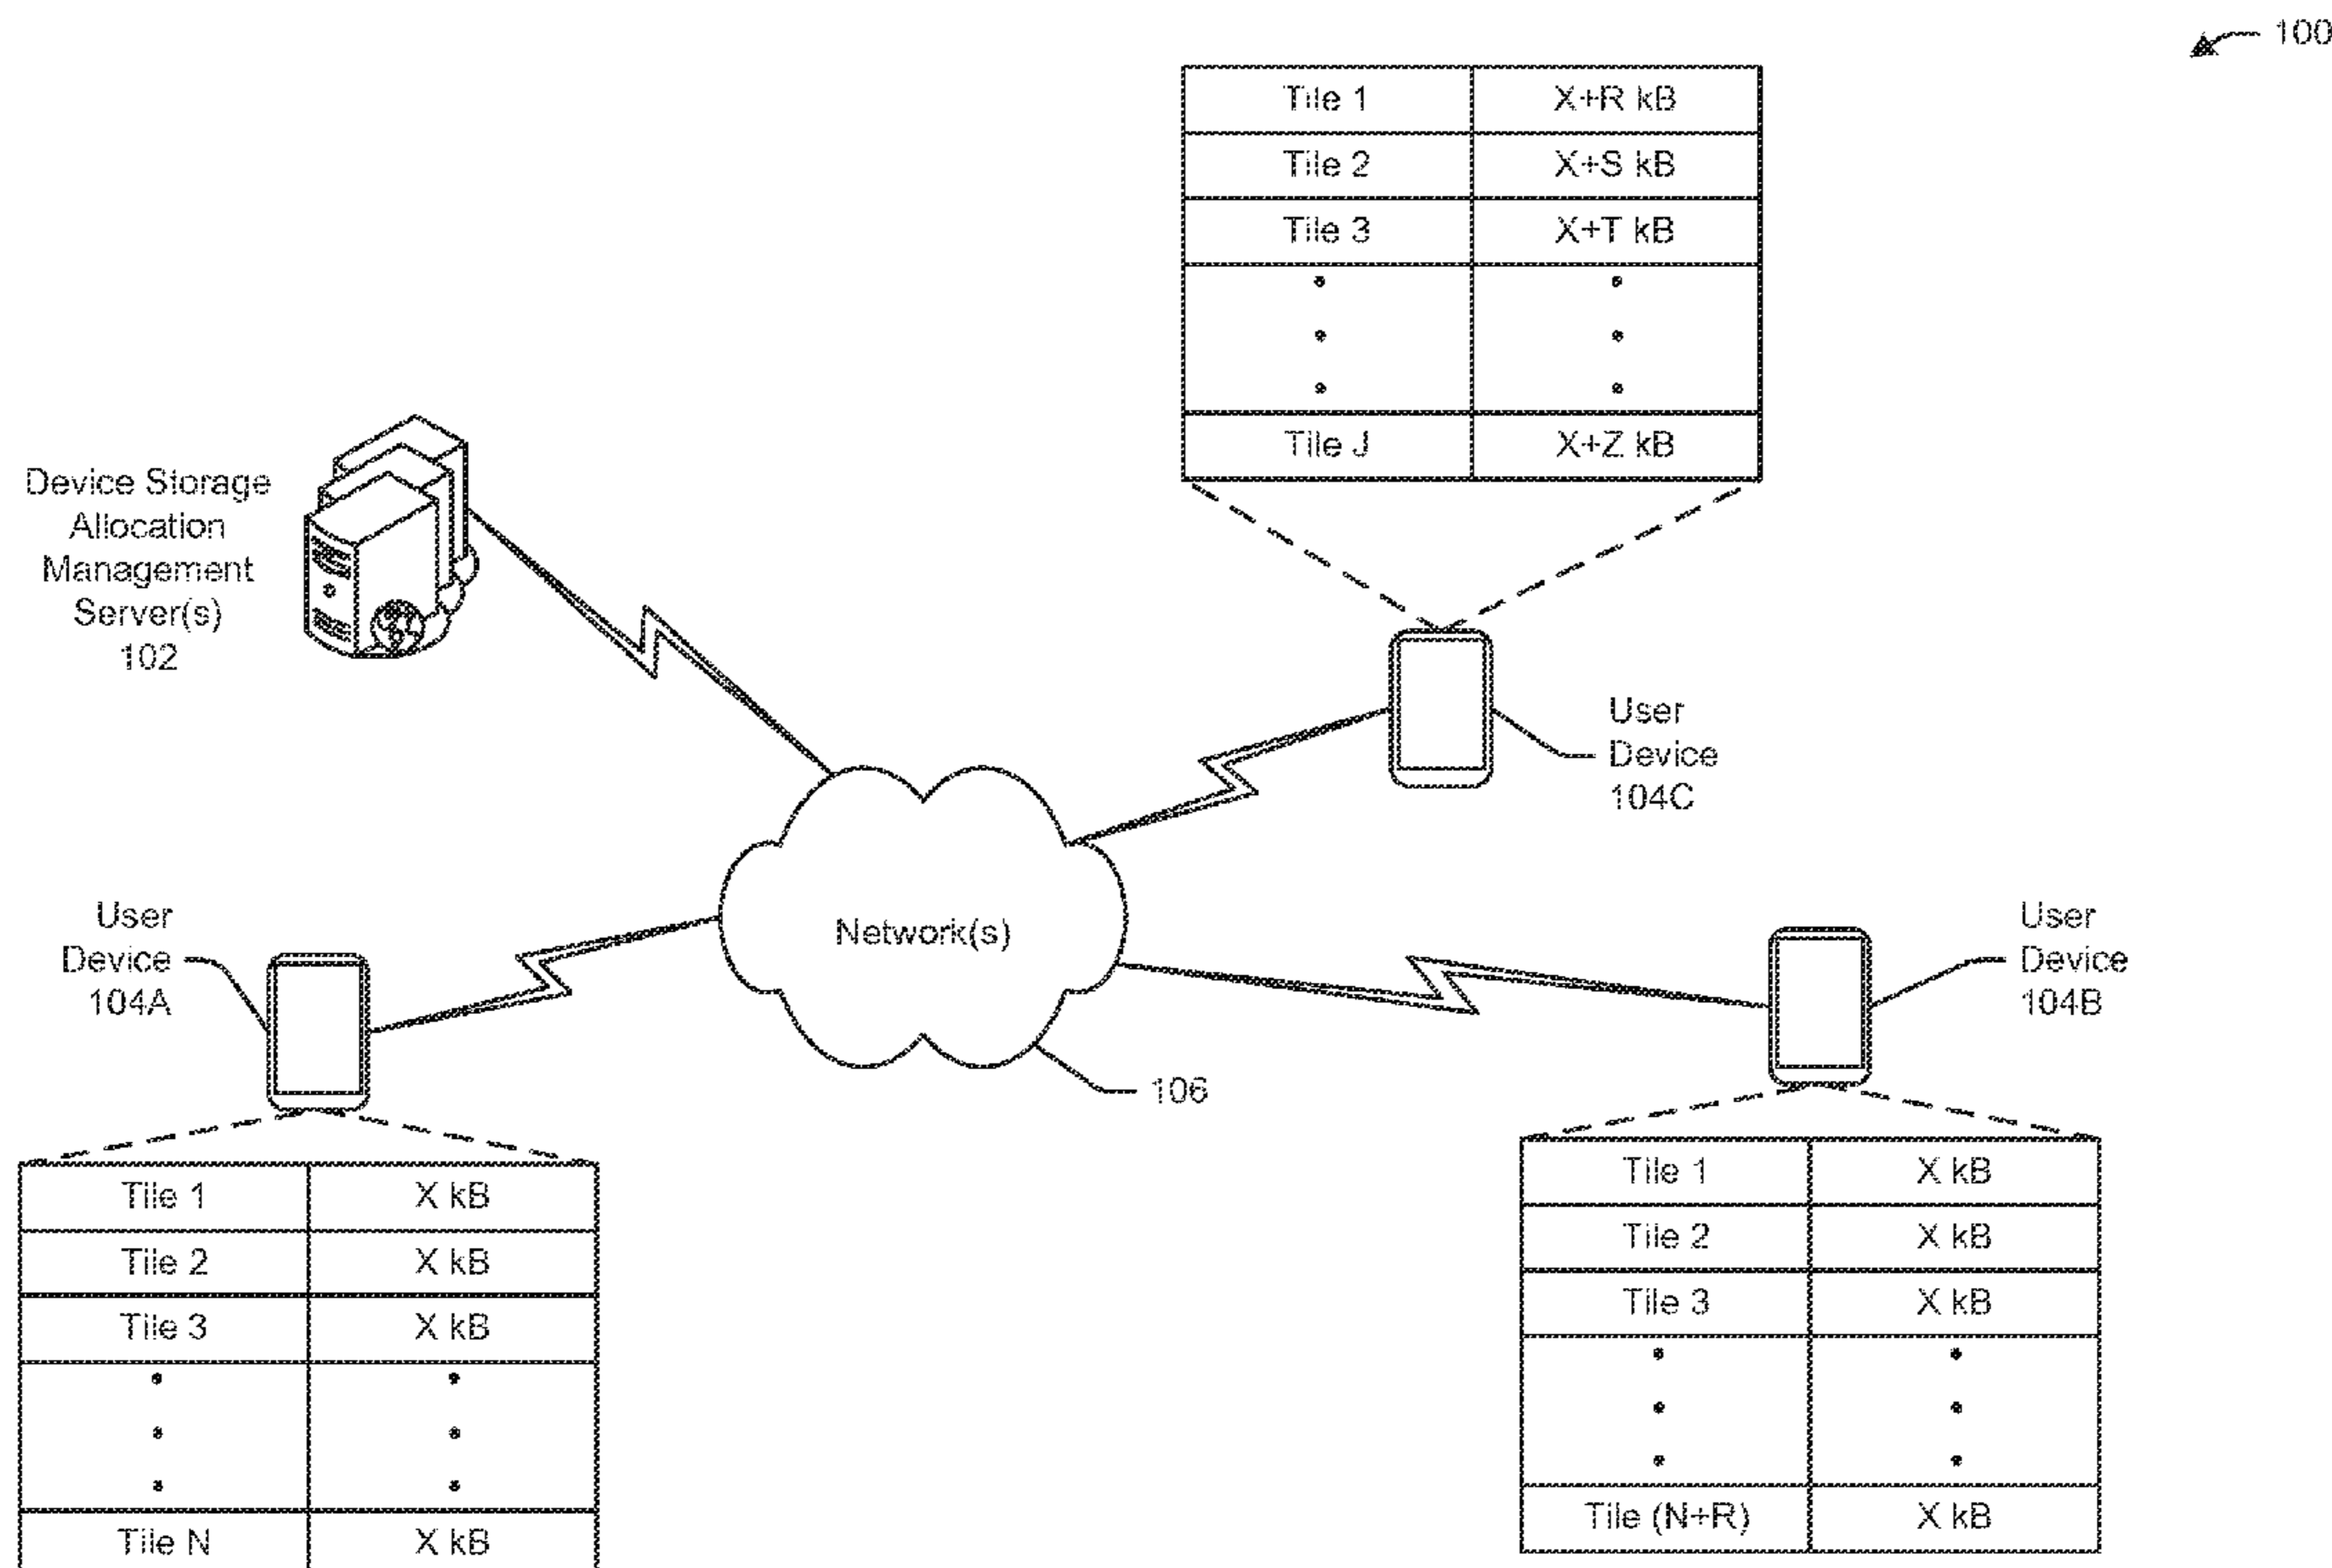 100
Tile 1 X+R kB
Tile 2 X+S kB
Tile 3 X+T kB
Tile J X+Z kB
Device Storage
Allocation
Management
Server(s)
102
User
Device
104C
Network(s)
106
User
Device
104A
User
Device
104B
Tile 1 X kB
Tile 2 X kB
Tile 3 X kB
Tile N X kB
Tile 1 X kB
Tile 2 X kB
Tile 3 X kB
Tile (N+R) X kB